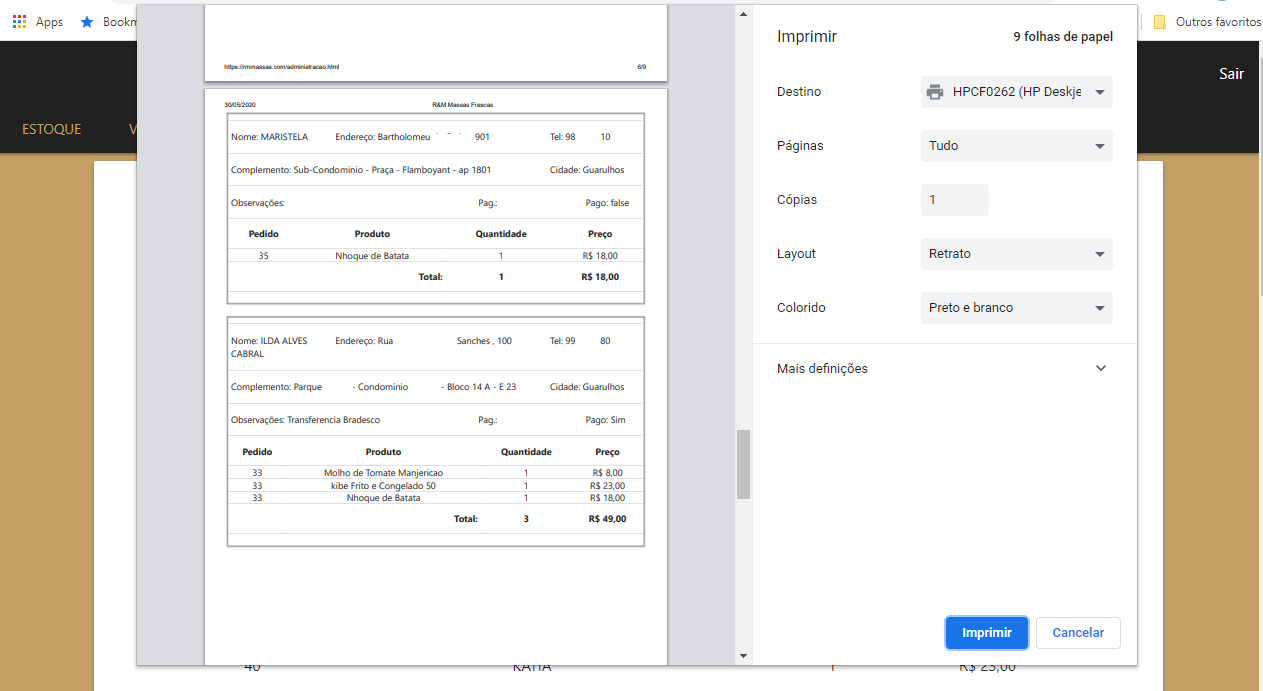 Apps Bookm Outros favoritos
Sair
ESTOQUE V
https://rmmassas.com/administracao.html 6/9
30/05/2020 R&M Massas Frescas
Nome: MARISTELA Endereço: Bartholomeu 901 Tel: 98 10
Complemento: Sub-Condominio - Praça - Flamboyant - ap 1801 Cidade: Guarulhos
Observações: Pag.: Pago: false
Pedido Produto Quantidade Preço
35 Nhoque de Batata 1 R$ 18,00
Total: 1 R$ 18,00
Nome: ILDA ALVES Endereço: Rua Sanches , 100 Tel: 99 80
CABRAL
Complemento: Parque - Condomínio - Bloco 14 A - E 23 Cidade: Guarulhos
Observações: Transferencia Bradesco Pag.: Pago: Sim
Pedido Produto Quantidade Preço
33 Molho de Tomate Manjericao 1 R$ 8,00
33 kibe Frito e Congelado 50 1 R$ 23,00
33 Nhoque de Batata 1 R$ 18,00
Total: 3 R$ 49,00
Imprimir 9 folhas de papel
Destino HPCF0262 (HP Deskje
Páginas Tudo
Cópias 1
Layout Retrato
Colorido Preto e branco
Mais definições
Imprimir Cancelar
40 KATIA 1 R$ 23,00